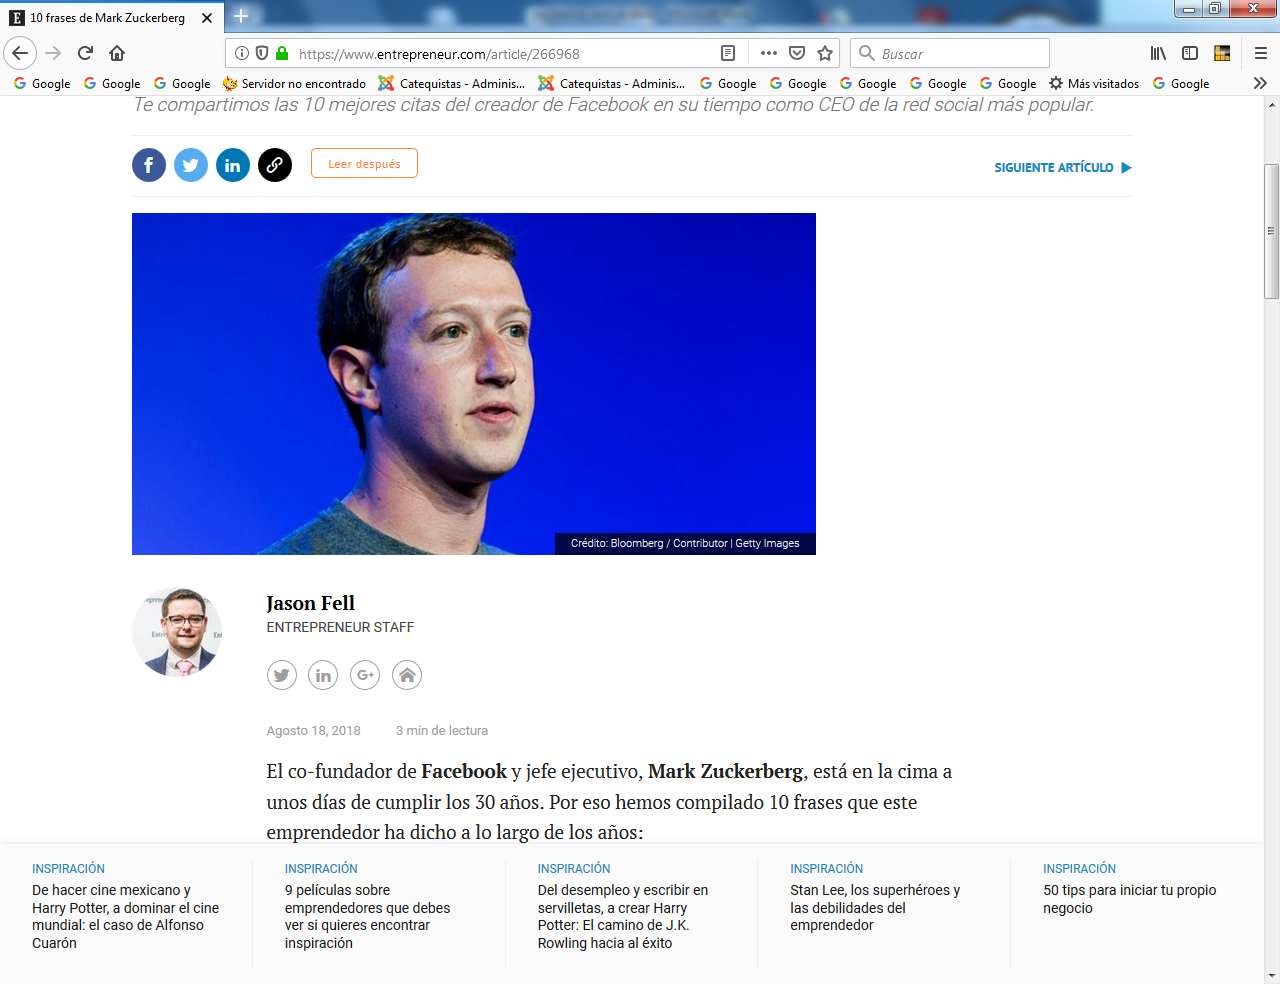 10 frases de Mark Zuckerberg
https://www.entrepreneur.com/article/266968
Buscar
Google Google Google Servidor no encontrado Catequistas - Adminis... Catequistas - Adminis... Google Google Google Google Google Más visitados Google
Te compartimos las 10 mejores citas del creador de Facebook en su tiempo como CEO de la red social más popular.
Leer después
SIGUIENTE ARTÍCULO
Crédito: Bloomberg / Contributor | Getty Images
Jason Fell
ENTREPRENEUR STAFF
Agosto 18, 2018 3 min de lectura
El co-fundador de Facebook y jefe ejecutivo, Mark Zuckerberg, está en la cima a
unos días de cumplir los 30 años. Por eso hemos compilado 10 frases que este
emprendedor ha dicho a lo largo de los años:
INSPIRACIÓN
De hacer cine mexicano y
Harry Potter, a dominar el cine
mundial: el caso de Alfonso
Cuarón
INSPIRACIÓN
9 películas sobre
emprendedores que debes
ver si quieres encontrar
inspiración
INSPIRACIÓN
Del desempleo y escribir en
servilletas, a crear Harry
Potter: El camino de J.K.
Rowling hacia al éxito
INSPIRACIÓN
Stan Lee, los superhéroes y
las debilidades del
emprendedor
INSPIRACIÓN
50 tips para iniciar tu propio
negocio